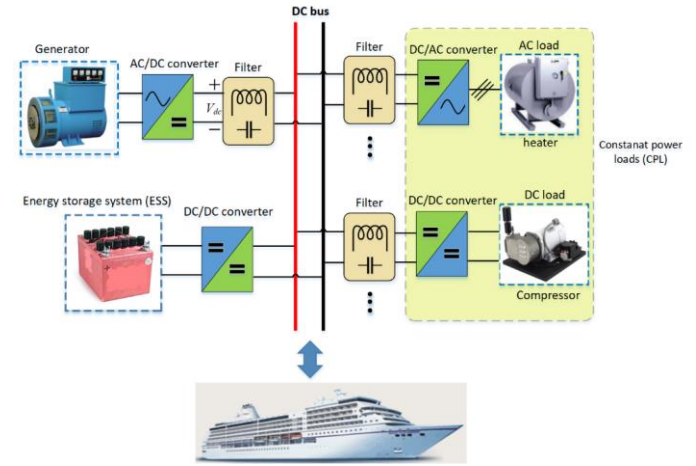 DC bus
Generator
AC/DC converter
Filter
+
V_dc
−
Filter
DC/AC converter
AC load
heater
Constanat power
loads (CPL)
Energy storage system (ESS)
DC/DC converter
Filter
DC/DC converter
DC load
Compressor